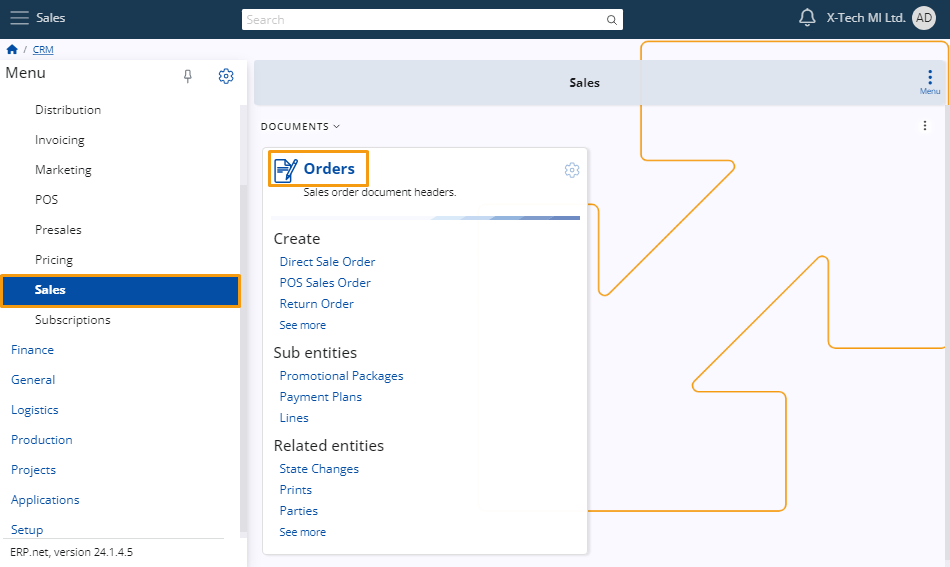 Sales
Search
X-Tech MI Ltd.
AD
/ CRM
Menu
Distribution
Invoicing
Marketing
POS
Presales
Pricing
Sales
Subscriptions
Finance
General
Logistics
Production
Projects
Applications
Setup
ERP.net, version 24.1.4.5
Sales
Menu
DOCUMENTS
Orders
Sales order document headers.
Create
Direct Sale Order
POS Sales Order
Return Order
See more
Sub entities
Promotional Packages
Payment Plans
Lines
Related entities
State Changes
Prints
Parties
See more